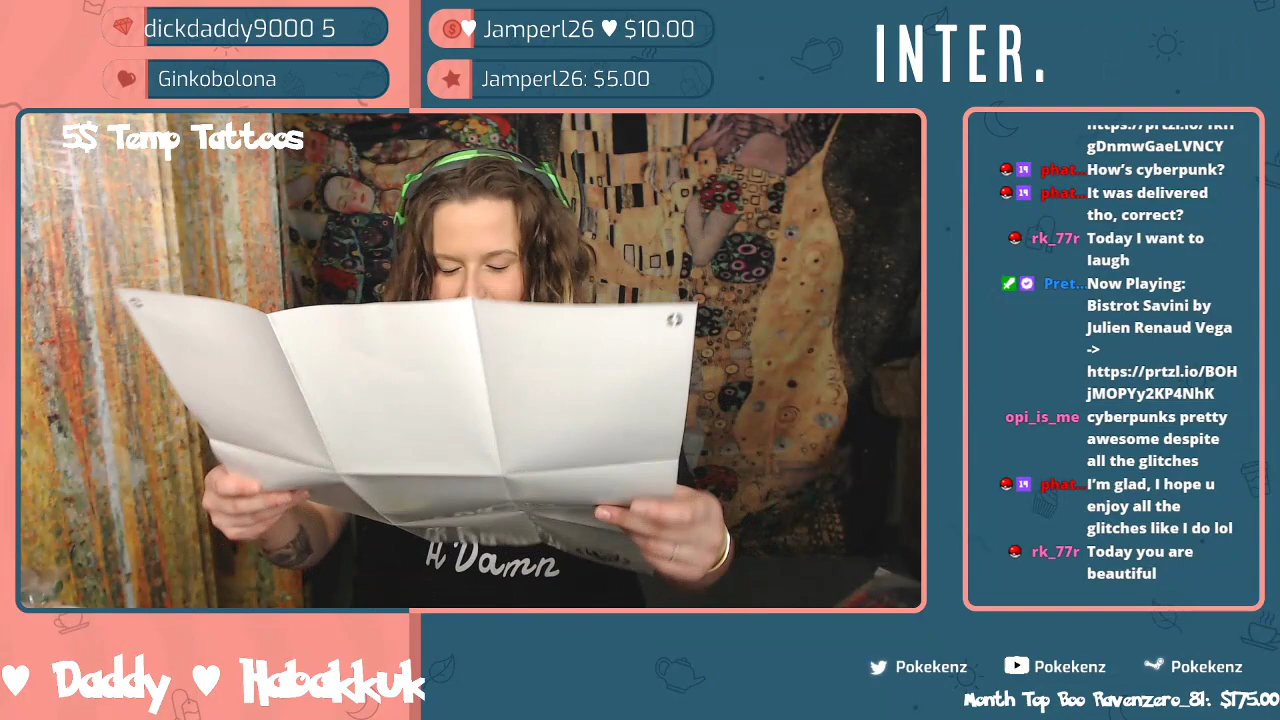 dickdaddy9000 5
♥ Jamperl26 ♥ $10.00
Ginkobolona
Jamperl26: $5.00
INTER.
5$ Temp Tattoos
A Damn
gDnmwGaeLVNCY
19 phat... How's cyberpunk?
19 phat... It was delivered
tho, correct?
rk_77r Today I want to
laugh
Pret... Now Playing:
Bistrot Savini by
Julien Renaud Vega
->
https://prtzl.io/BOH
jMOPYy2KP4NhK
opi_is_me cyberpunks pretty
awesome despite
all the glitches
19 phat... I'm glad, I hope u
enjoy all the
glitches like I do lol
rk_77r Today you are
beautiful
♥ Daddy ♥ Habakkuk
Pokekenz
Pokekenz
Pokekenz
Month Top Boo Ravenzero_81: $175.00